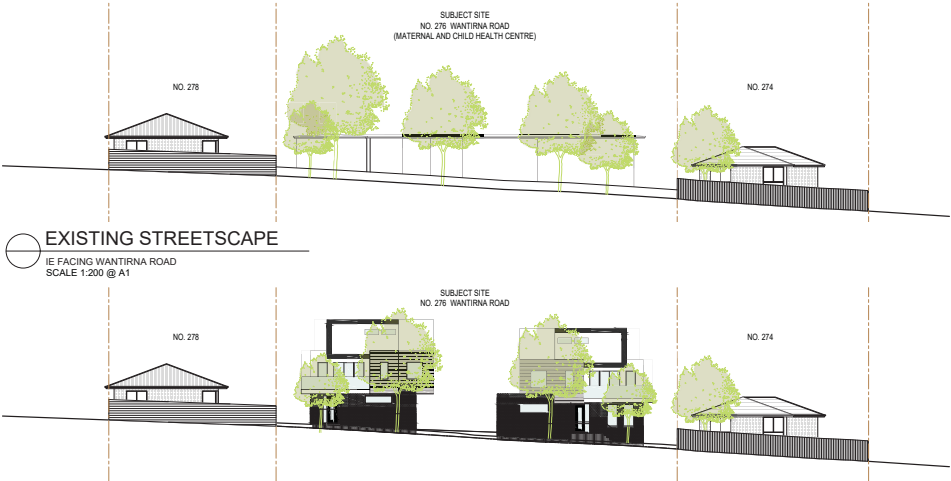 SUBJECT SITE
NO. 276 WANTIRNA ROAD
(MATERNAL AND CHILD HEALTH CENTRE)
NO. 278
NO. 274
EXISTING STREETSCAPE
IE FACING WANTIRNA ROAD
SCALE 1:200 @ A1
SUBJECT SITE
NO. 276 WANTIRNA ROAD
NO. 278
NO. 274